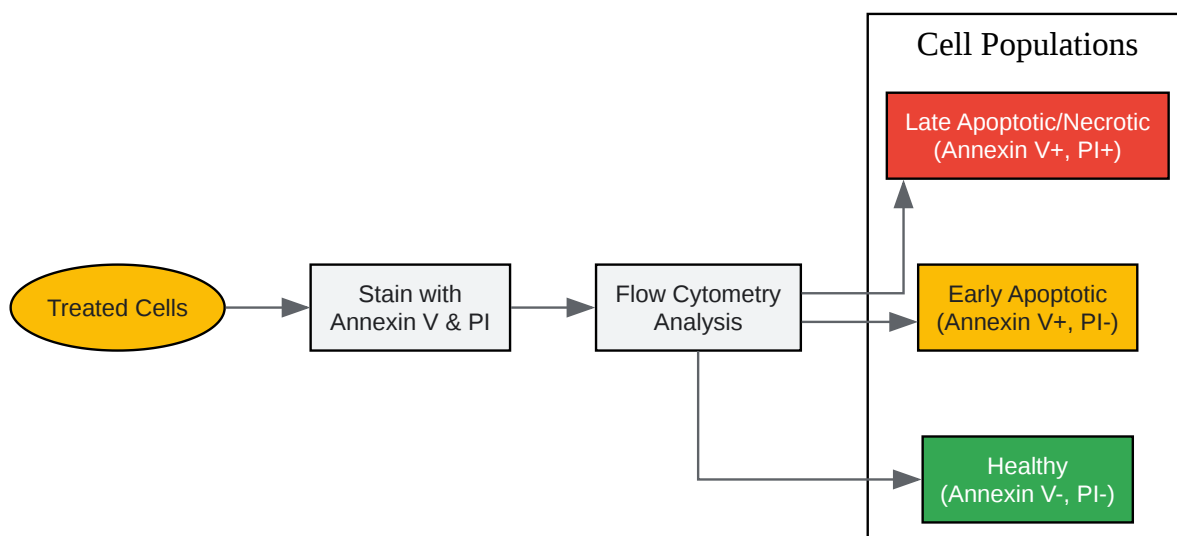 Cell Populations
Late Apoptotic/Necrotic
(Annexin V+, PI+)
Treated Cells
Stain with
Annexin V & PI
Flow Cytometry
Analysis
Early Apoptotic
(Annexin V+, PI-)
Healthy
(Annexin V-, PI-)